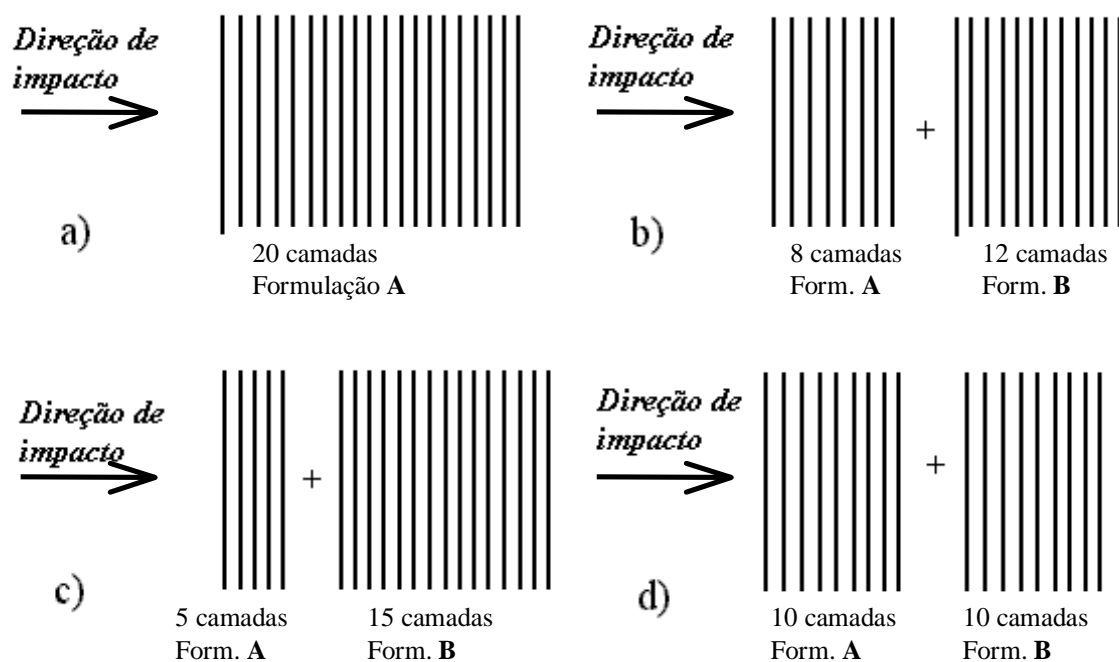 Direção de
impacto
a)
20 camadas
Formulação A
Direção de
impacto
+
b)
8 camadas
Form. A
12 camadas
Form. B
Direção de
impacto
+
c)
5 camadas
Form. A
15 camadas
Form. B
Direção de
impacto
+
d)
10 camadas
Form. A
10 camadas
Form. B